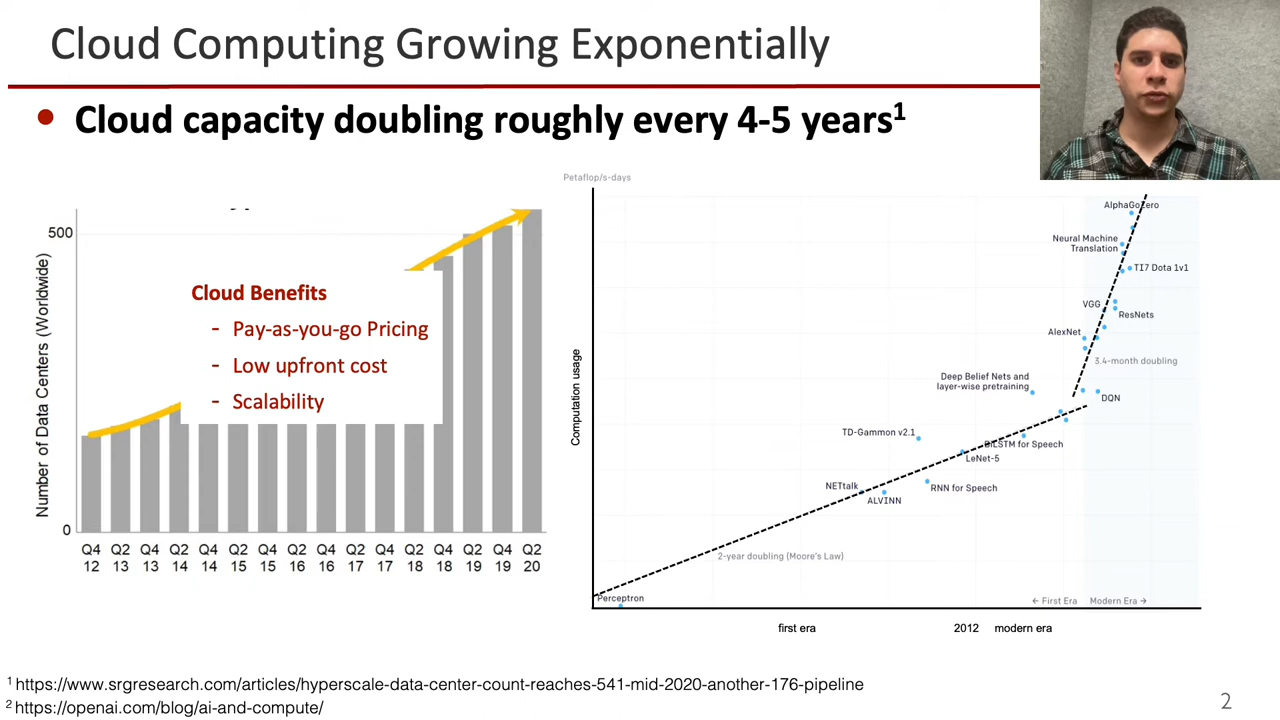 Cloud Computing Growing Exponentially
• Cloud capacity doubling roughly every 4-5 years¹
Number of Data Centers (Worldwide)
500
0
Cloud Benefits
- Pay-as-you-go Pricing
- Low upfront cost
- Scalability
Q4 Q2 Q4 Q2 Q2 Q4 Q2 Q4 Q2 Q4 Q2 Q4 Q2 Q4 Q2
12 13 13 14 14 15 15 16 16 17 17 18 18 19 19 20
Petaflop/s-days
Computation usage
AlphaGoZero
Neural Machine
Translation
TI7 Dota 1v1
VGG
ResNets
AlexNet
3.4-month doubling
Deep Belief Nets and
layer-wise pretraining
DQN
TD-Gammon v2.1
BiLSTM for Speech
LeNet-5
NETtalk
RNN for Speech
ALVINN
2-year doubling (Moore's Law)
Perceptron
← First Era Modern Era →
first era 2012 modern era
¹ https://www.srgresearch.com/articles/hyperscale-data-center-count-reaches-541-mid-2020-another-176-pipeline
² https://openai.com/blog/ai-and-compute/
2